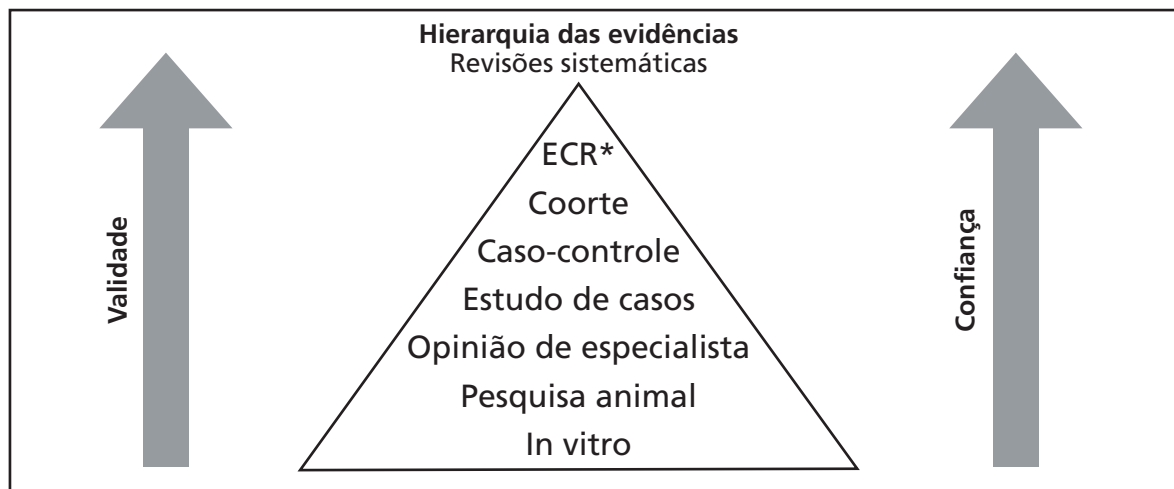 Hierarquia das evidências
Revisões sistemáticas
Validade
ECR*
Coorte
Caso-controle
Estudo de casos
Opinião de especialista
Pesquisa animal
In vitro
Confiança